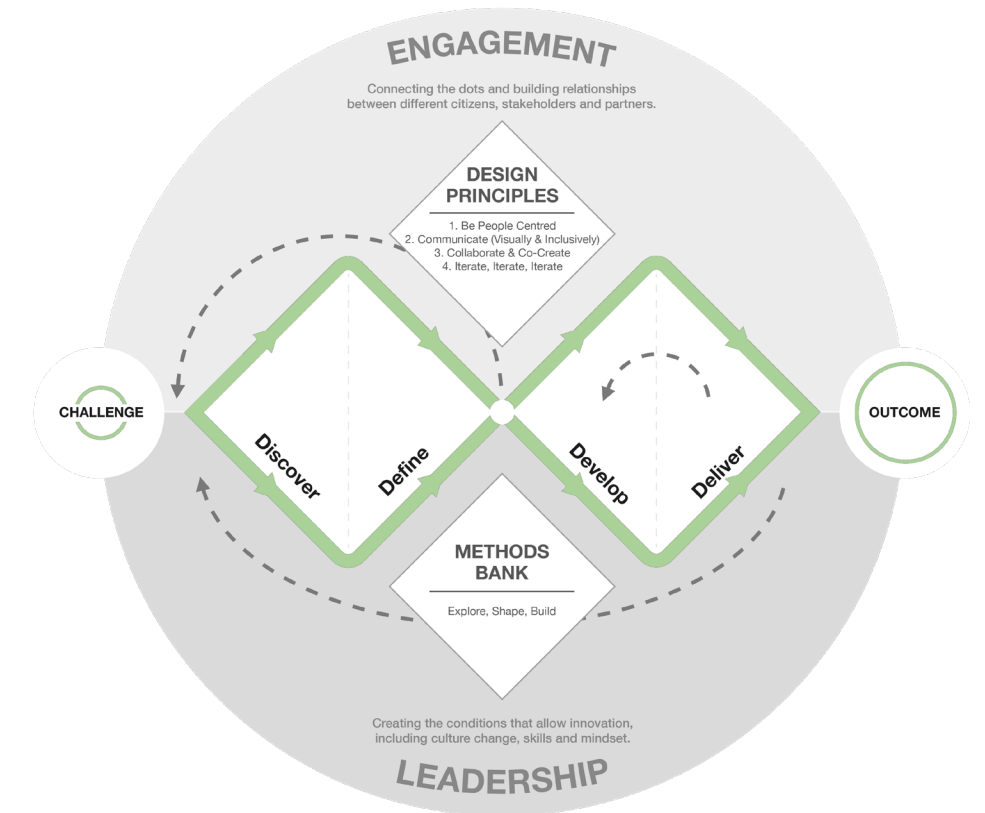 ENGAGEMENT
Connecting the dots and building relationships
between different citizens, stakeholders and partners.
DESIGN
PRINCIPLES
1. Be People Centred
2. Communicate (Visually & Inclusively)
3. Collaborate & Co-Create
4. Iterate, Iterate, Iterate
CHALLENGE
Discover
Define
Develop
Deliver
OUTCOME
METHODS
BANK
Explore, Shape, Build
Creating the conditions that allow innovation,
including culture change, skills and mindset.
LEADERSHIP